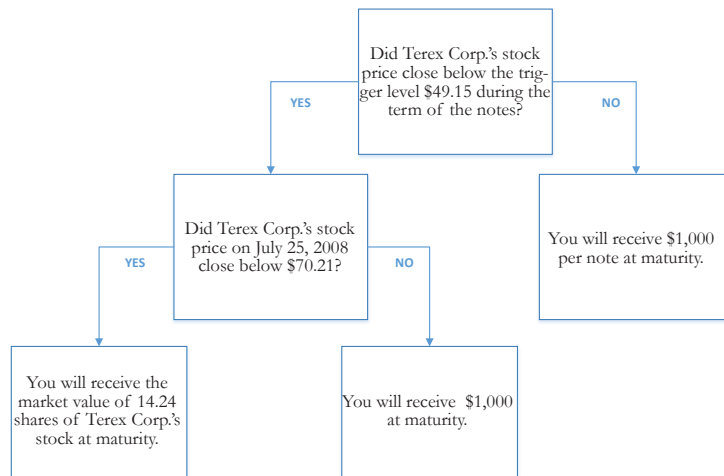 Did Terex Corp.'s stock
price close below the trig-
ger level $49.15 during the
term of the notes?
YES
NO
Did Terex Corp.'s stock
price on July 25, 2008
close below $70.21?
You will receive $1,000
per note at maturity.
YES
NO
You will receive the
market value of 14.24
shares of Terex Corp.'s
stock at maturity.
You will receive $1,000
at maturity.